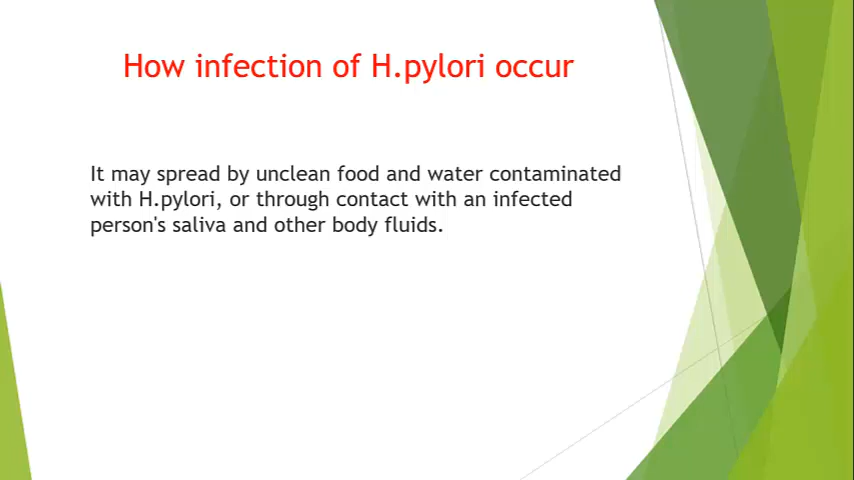 How infection of H.pylori occur
It may spread by unclean food and water contaminated
with H.pylori, or through contact with an infected
person's saliva and other body fluids.